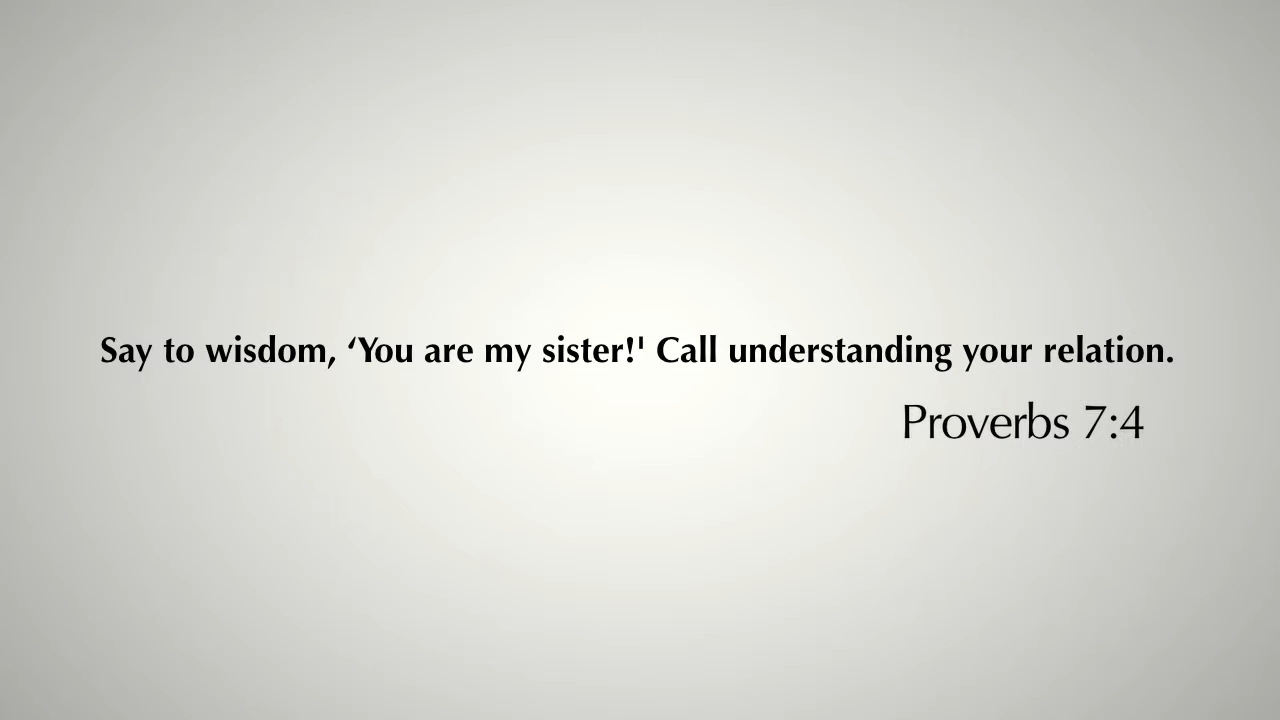 Say to wisdom, ‘You are my sister!' Call understanding your relation.
Proverbs 7:4